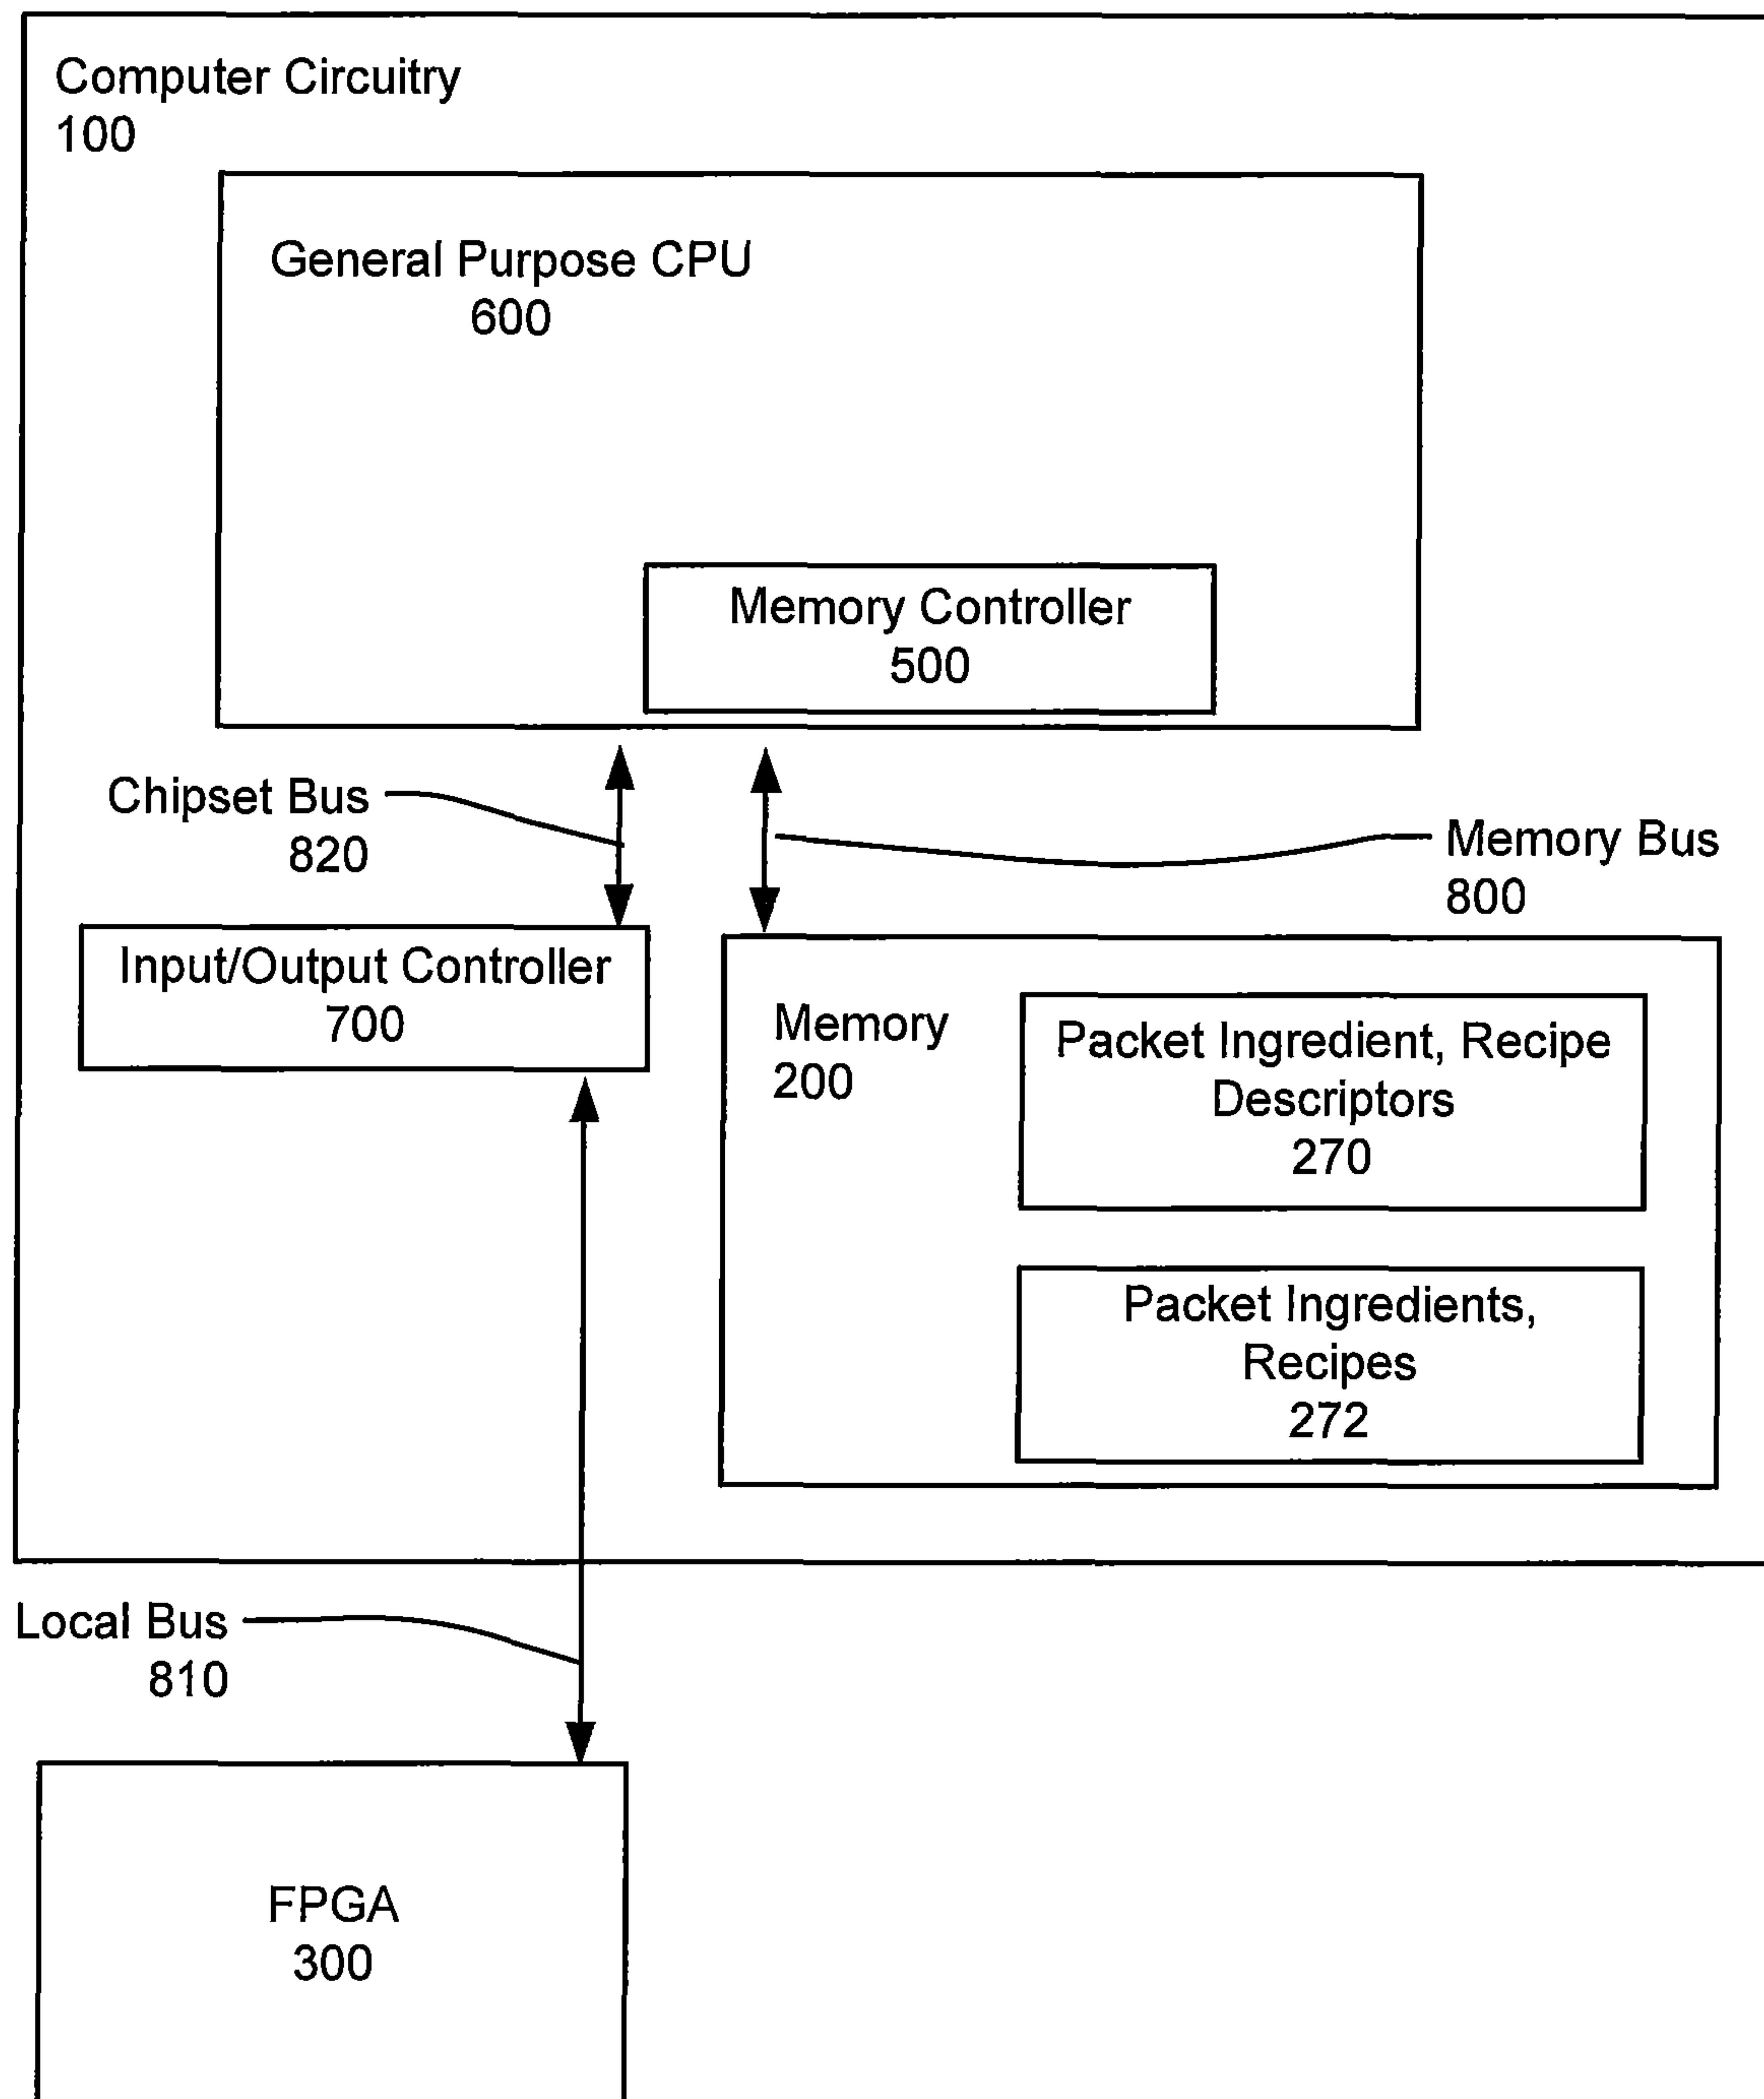 Computer Circuitry
100
General Purpose CPU
600
Memory Controller
500
Chipset Bus
820
Memory Bus
800
Input/Output Controller
700
Memory
200
Packet Ingredient, Recipe
Descriptors
270
Packet Ingredients,
Recipes
272
Local Bus
810
FPGA
300